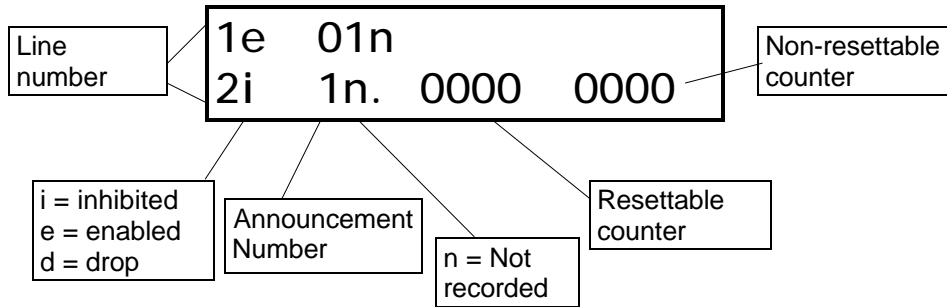 Line
number
1e 01n
2i 1n. 0000 0000
Non-resettable
counter
i = inhibited
e = enabled
d = drop
Announcement
Number
n = Not
recorded
Resettable
counter